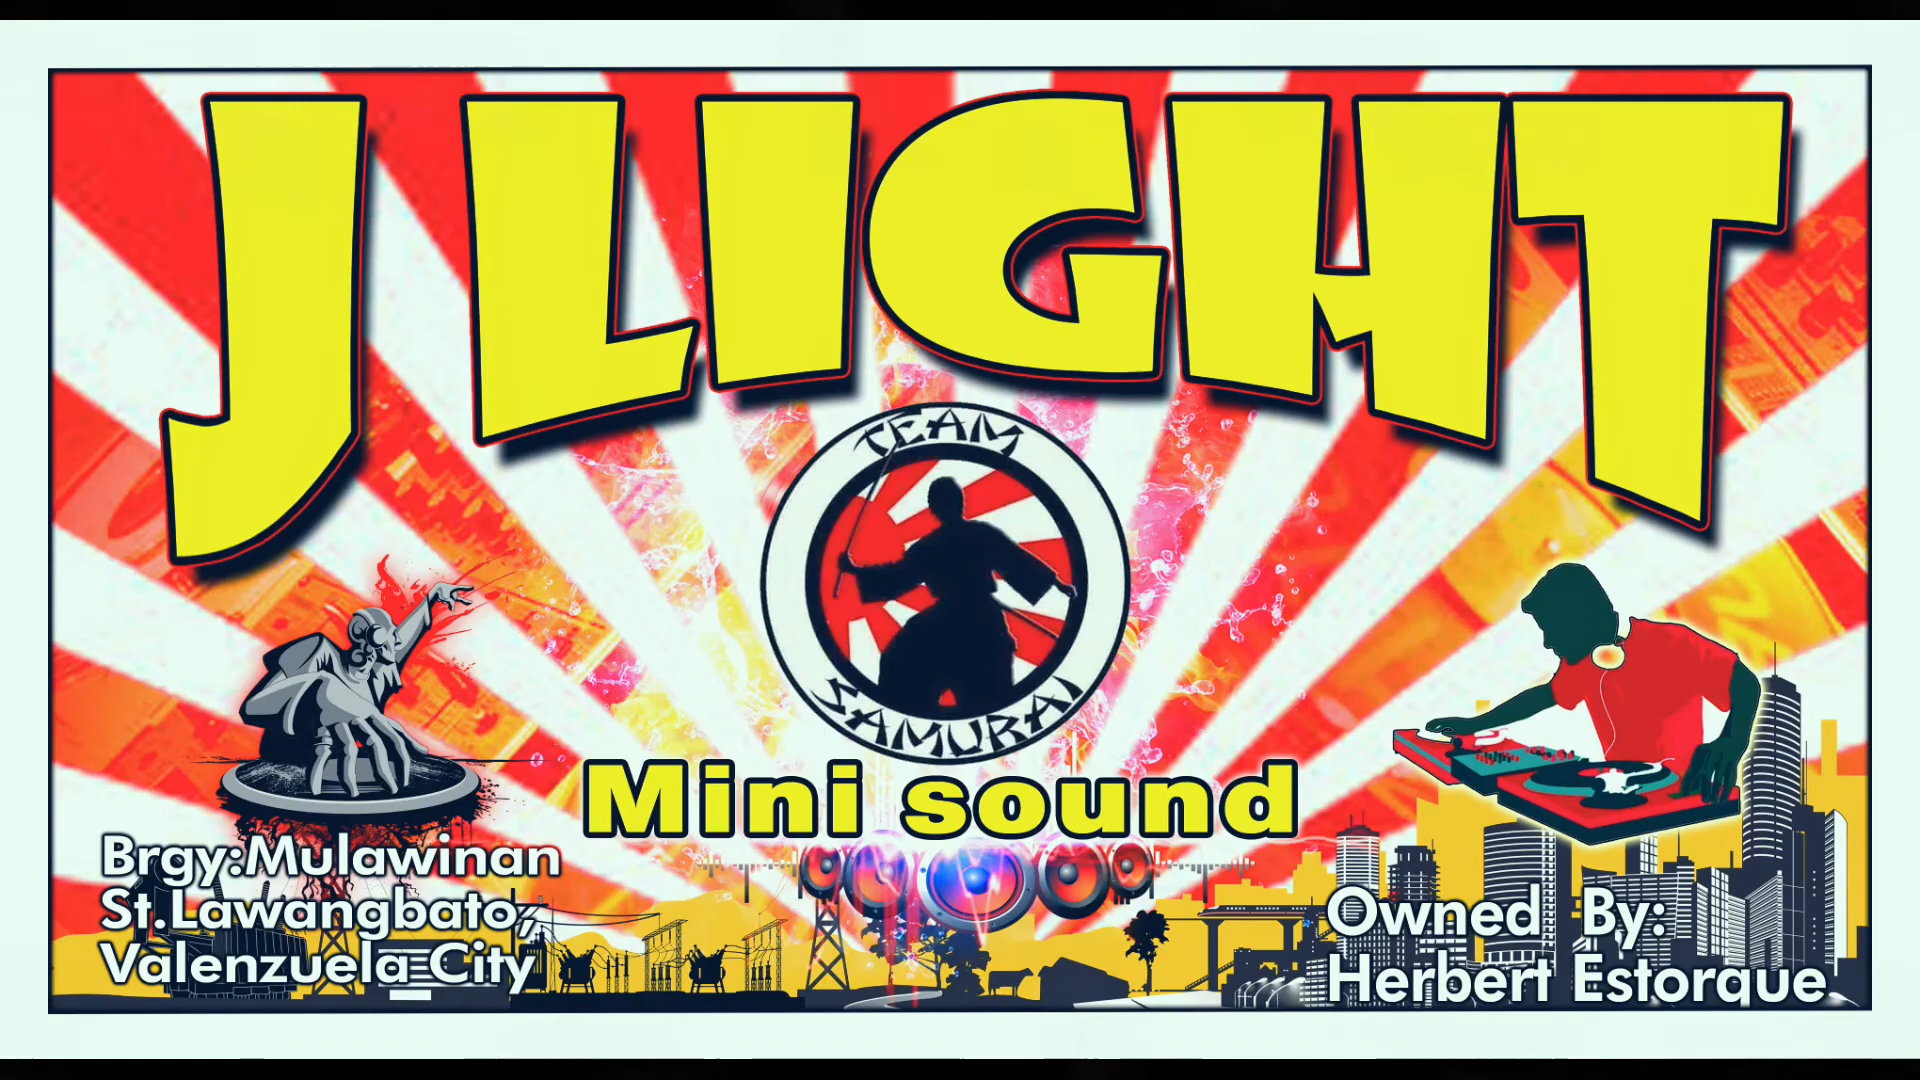 J LIGHT
TEAM
SAMURAI
Mini sound
Brgy:Mulawinan
St.Lawangbato,
Valenzuela City
Owned By:
Herbert Estorque